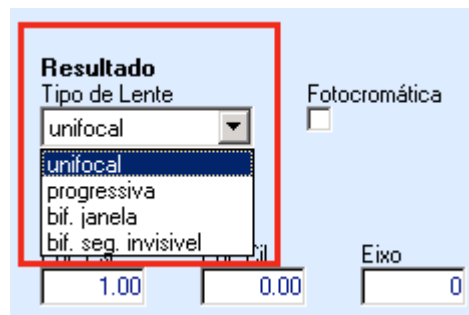 Resultado
Tipo de Lente Fotocromática
unifocal
unifocal
progressiva
bif. janela
bif. seg. invisivel
Eixo
1.00 0.00 0